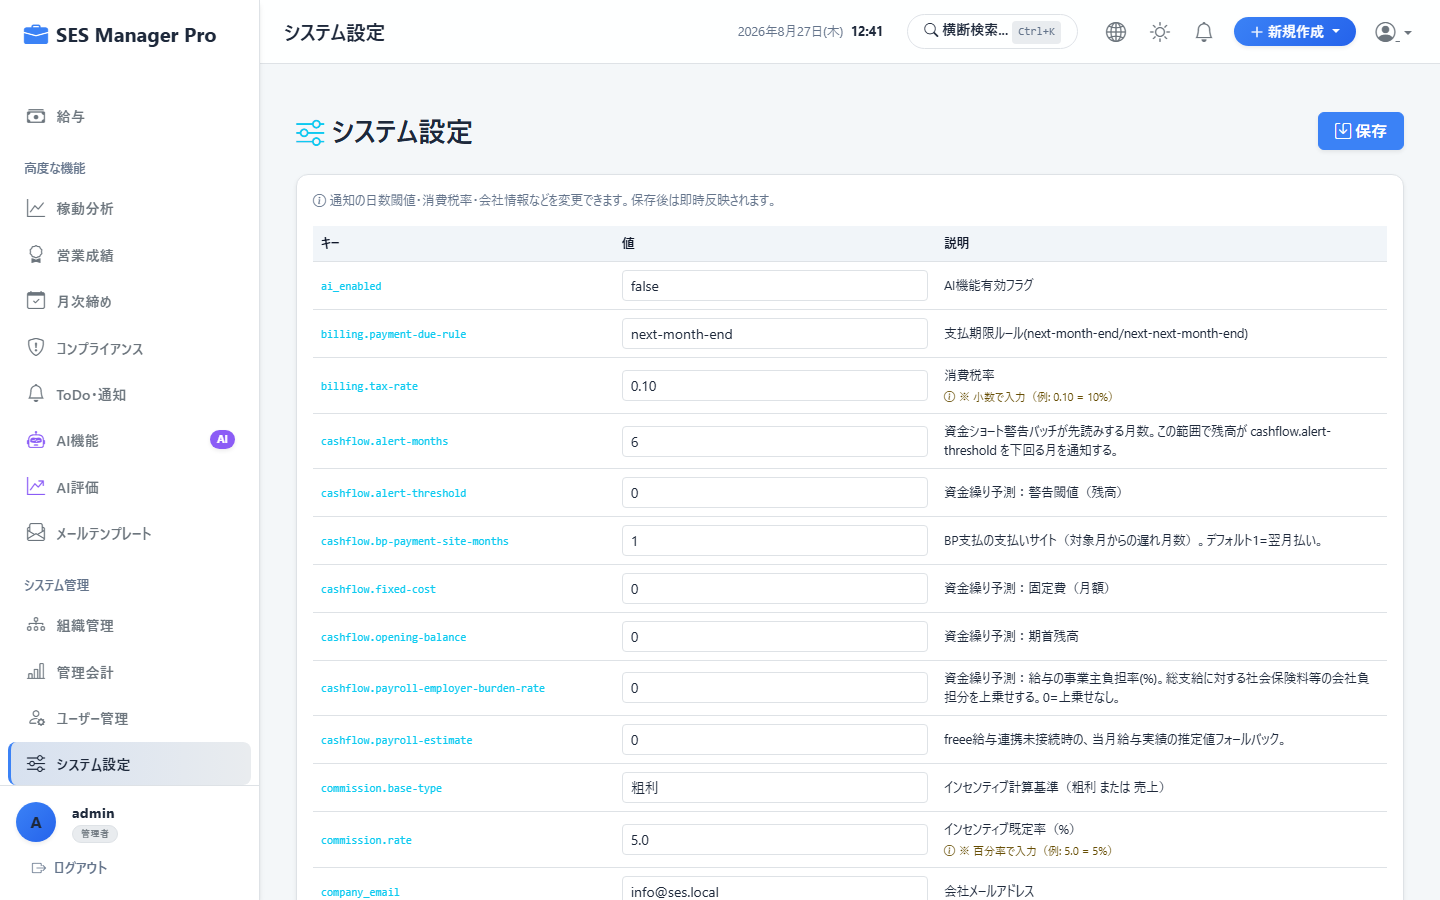 SES Manager Pro
システム設定
2026年8月27日(木) 12:41
横断検索... Ctrl+K
新規作成
給与
高度な機能
稼動分析
営業成績
月次締め
コンプライアンス
ToDo・通知
AI機能 AI
AI評価
メールテンプレート
システム管理
組織管理
管理会計
ユーザー管理
システム設定
A
admin
管理者
ログアウト
システム設定
保存
通知の日数閾値・消費税率・会社情報などを変更できます。保存後は即時反映されます。
キー 値 説明
ai_enabled false AI機能有効フラグ
billing.payment-due-rule next-month-end 支払期限ルール(next-month-end/next-next-month-end)
billing.tax-rate 0.10 消費税率
※ 小数で入力（例: 0.10 = 10%）
cashflow.alert-months 6 資金ショート警告バッチが先読みする月数。この範囲で残高が cashflow.alert-
threshold を下回る月を通知する。
cashflow.alert-threshold 0 資金繰り予測：警告閾値（残高）
cashflow.bp-payment-site-months 1 BP支払の支払いサイト（対象月からの遅れ月数）。デフォルト1=翌月払い。
cashflow.fixed-cost 0 資金繰り予測：固定費（月額）
cashflow.opening-balance 0 資金繰り予測：期首残高
cashflow.payroll-employer-burden-rate 0 資金繰り予測：給与の事業主負担率(%)。総支給に対する社会保険料等の会社負
担分を上乗せする。0=上乗せなし。
cashflow.payroll-estimate 0 freee給与連携未接続時の、当月給与実績の推定値フォールバック。
commission.base-type 粗利 インセンティブ計算基準（粗利 または 売上）
commission.rate 5.0 インセンティブ既定率（%）
※ 百分率で入力（例: 5.0 = 5%）
company_email info@ses.local 会社メールアドレス